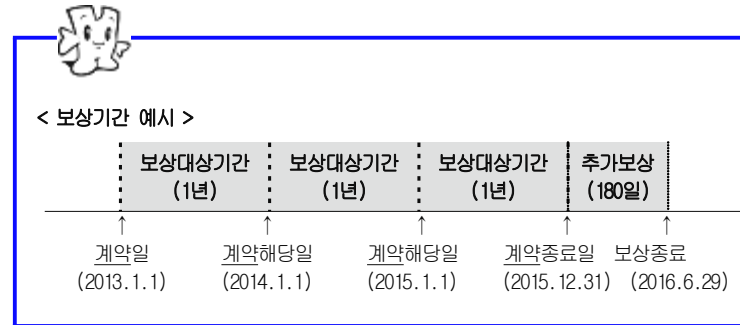 < 보상기간 예시 >
보상대상기간 보상대상기간 보상대상기간 추가보상
(1년) (1년) (1년) (180일)
↑ ↑ ↑ ↑ ↑
계약일 계약해당일 계약해당일 계약종료일 보상종료
(2013.1.1) (2014.1.1) (2015.1.1) (2015.12.31) (2016.6.29)